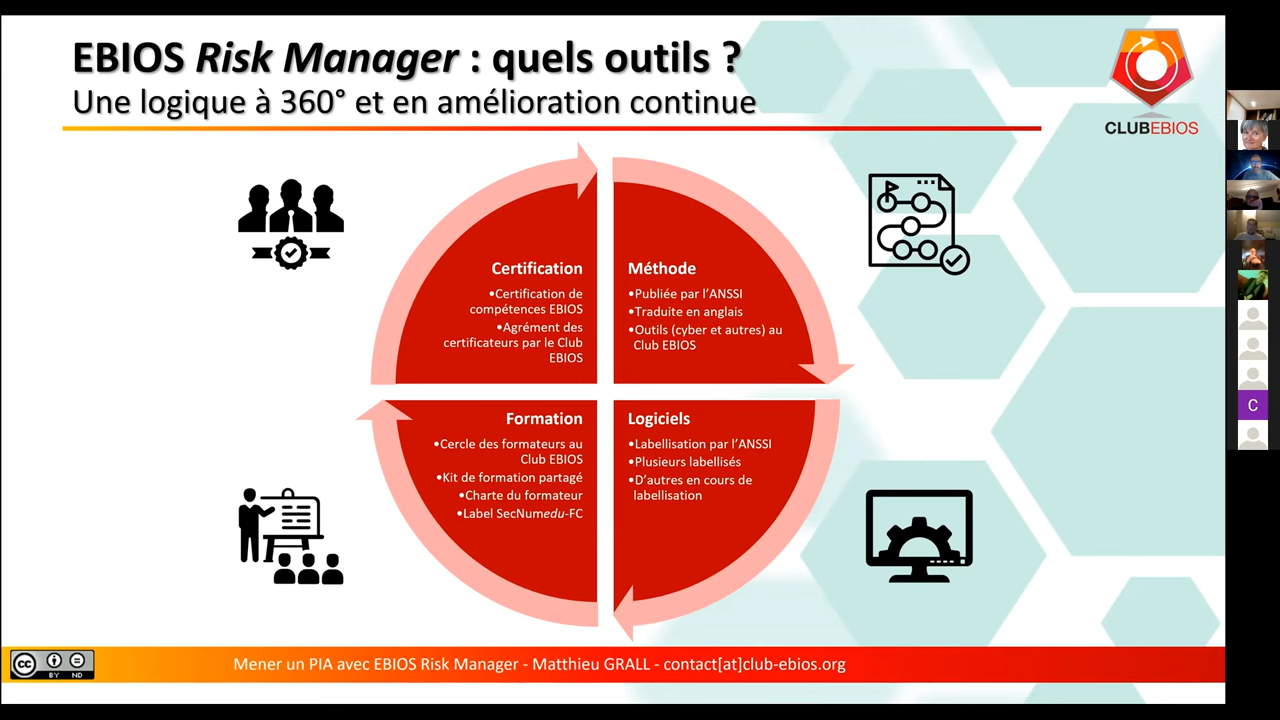 EBIOS Risk Manager : quels outils ?
Une logique à 360° et en amélioration continue
CLUBEBIOS
Certification
•Certification de
compétences EBIOS
•Agrément des
certificateurs par le Club
EBIOS
Méthode
•Publiée par l'ANSSI
•Traduite en anglais
•Outils (cyber et autres) au
Club EBIOS
Formation
•Cercle des formateurs au
Club EBIOS
•Kit de formation partagé
•Charte du formateur
•Label SecNumedu-FC
Logiciels
•Labellisation par l'ANSSI
•Plusieurs labellisés
•D'autres en cours de
labellisation
C
cc
BY ND
Mener un PIA avec EBIOS Risk Manager - Matthieu GRALL - contact[at]club-ebios.org